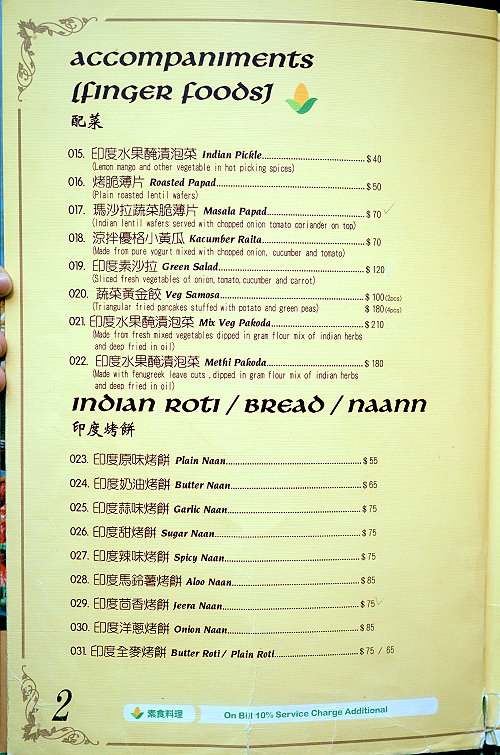 accompaniments
[finger foods]
配菜
015. 印度水果醃漬泡菜 Indian Pickle $ 40
(Lemon mango and other vegetable in hot picking spices)
016. 烤脆薄片 Roasted Papad $ 50
(Plain roasted lentil wafers)
017. 瑪沙拉蔬菜脆薄片 Masala Papad $ 70
(Indian lentil wafers served with chopped onion tomato coriander on top)
018. 涼拌優格小黃瓜 Kacumber Raita $ 70
(Made from pure yogurt mixed with chopped onion, cucumber and tomato)
019. 印度素沙拉 Green Salad $ 120
(Sliced fresh vegetables of onion, tomato, cucumber and carrot)
020. 蔬菜黃金餃 Veg Samosa $ 100 (2pcs)
(Triangular fried pancakes stuffed with potato and green peas) $ 180 (4pcs)
021. 印度水果醃漬泡菜 Mix Veg Pakoda $ 210
(Made from fresh mixed vegetables dipped in gram flour mix of indian herbs
and deep fried in oil)
022. 印度水果醃漬泡菜 Methi Pakoda $ 180
(Made with fenugreek leave cuts , dipped in gram flour mix of indian herbs
and deep fried in oil)
indian roti / bread / naann
印度烤餅
023. 印度原味烤餅 Plain Naan $ 55
024. 印度奶油烤餅 Butter Naan $ 65
025. 印度蒜味烤餅 Garlic Naan $ 75
026. 印度甜烤餅 Sugar Naan $ 75
027. 印度辣味烤餅 Spicy Naan $ 75
028. 印度馬鈴薯烤餅 Aloo Naan $ 85
029. 印度茴香烤餅 Jeera Naan $ 75
030. 印度洋蔥烤餅 Onion Naan $ 85
031. 印度全麥烤餅 Butter Roti / Plain Roti $ 75 / 65
2 素食料理 On Bill 10% Service Charge Additional